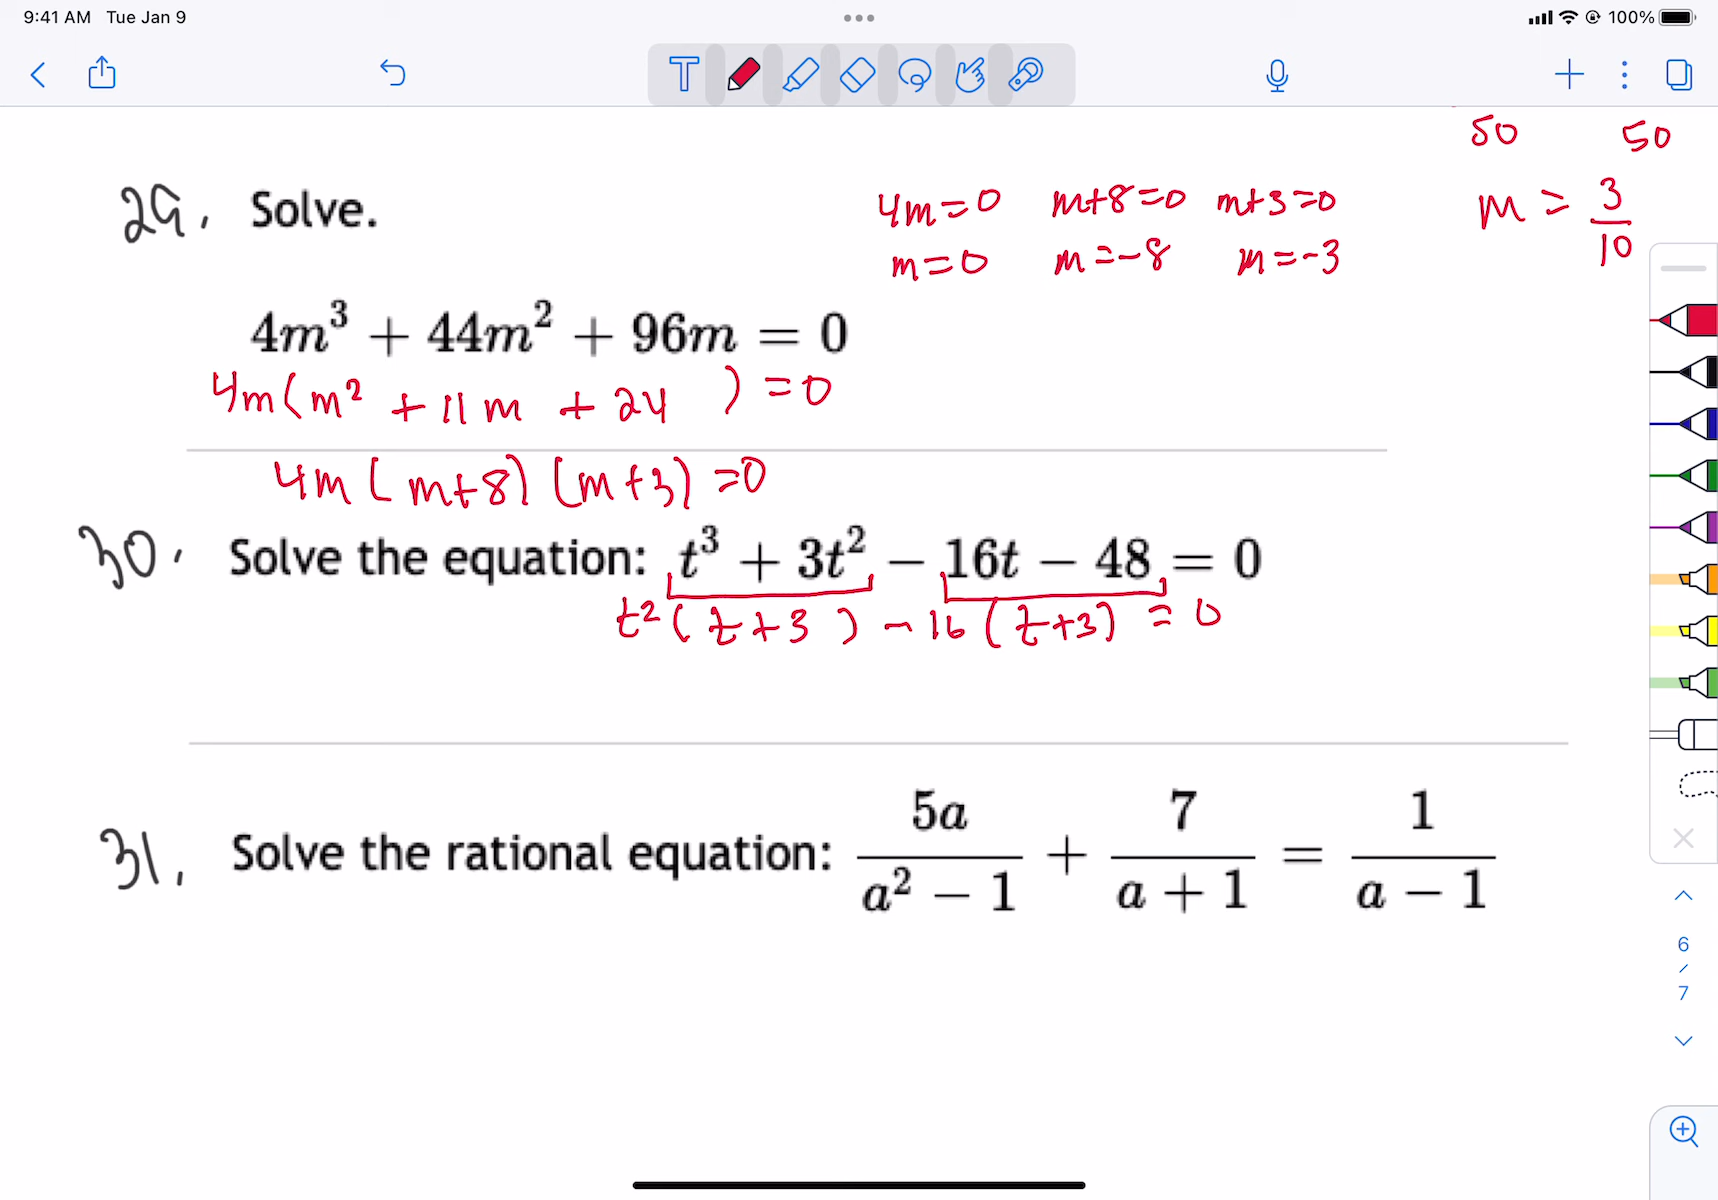 9:41 AM Tue Jan 9
100%
50 50
m = 3/10
29. Solve.
4m=0 m+8=0 m+3=0
m=0 m=-8 m=-3
4m³ + 44m² + 96m = 0
4m(m² + 11m + 24 ) = 0
4m(m+8)(m+3)=0
30. Solve the equation: t³ + 3t² − 16t − 48 = 0
t²(t+3) − 16(t+3) = 0
31. Solve the rational equation: 5a/(a² − 1) + 7/(a + 1) = 1/(a − 1)
6
/
7